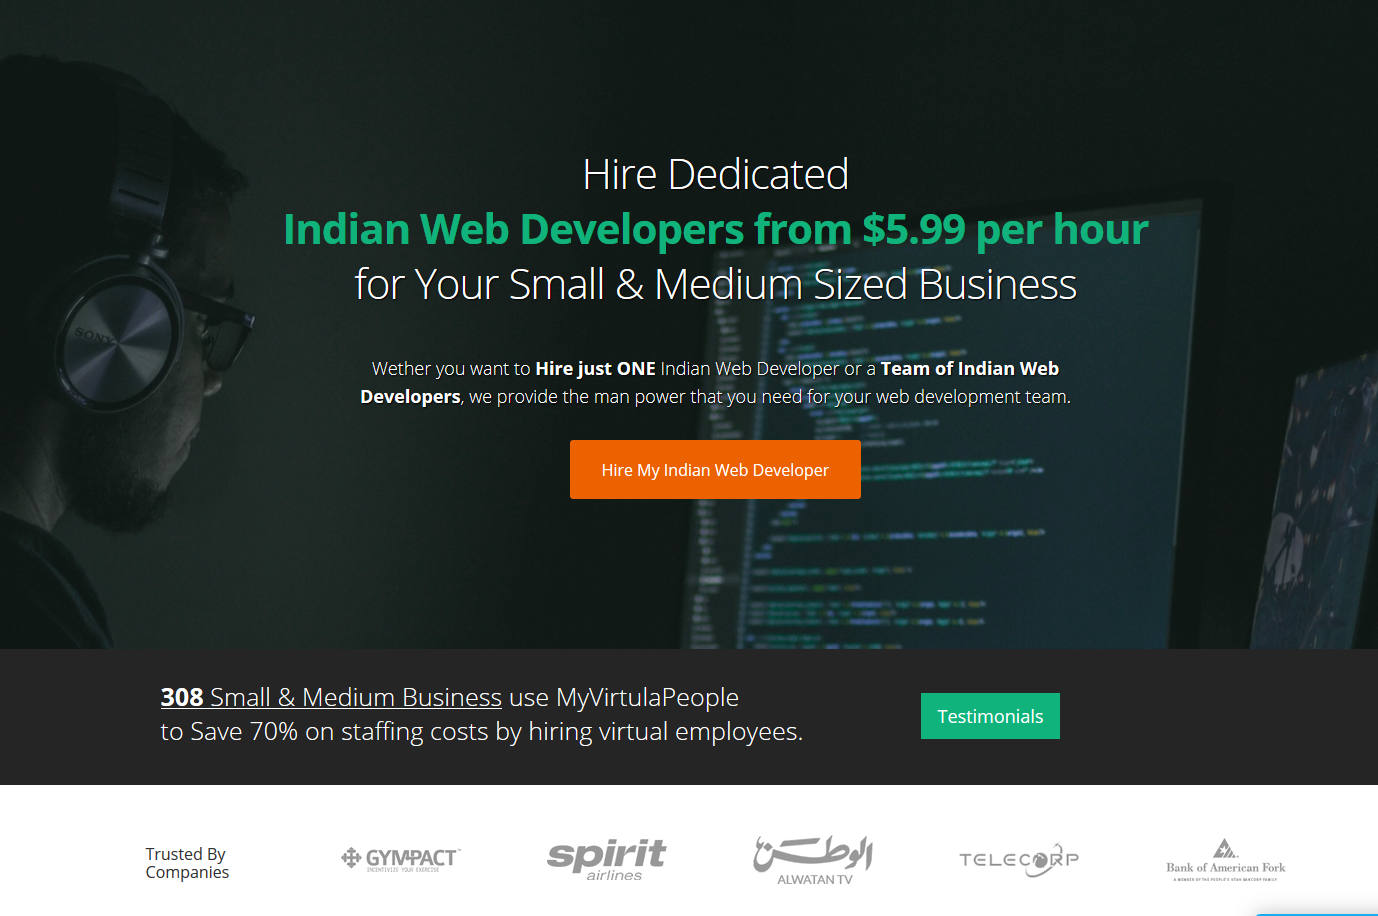 Hire Dedicated
Indian Web Developers from $5.99 per hour
for Your Small & Medium Sized Business
SONY
Wether you want to Hire just ONE Indian Web Developer or a Team of Indian Web
Developers, we provide the man power that you need for your web development team.
Hire My Indian Web Developer
308 Small & Medium Business use MyVirtulaPeople
to Save 70% on staffing costs by hiring virtual employees.
Testimonials
Trusted By
Companies
GYMPACT
INCENTIVIZE YOUR EXERCISE
spirit
airlines
الوطن
ALWATAN TV
TELECORP
Bank of American Fork